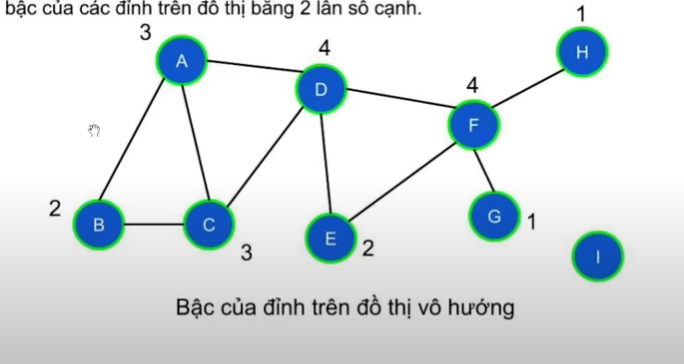 bậc của các đỉnh trên đồ thị bằng 2 lần số cạnh.
1
3
H
4
A
D
4
F
2
B
C
G
1
E
2
3
I
Bậc của đỉnh trên đồ thị vô hướng